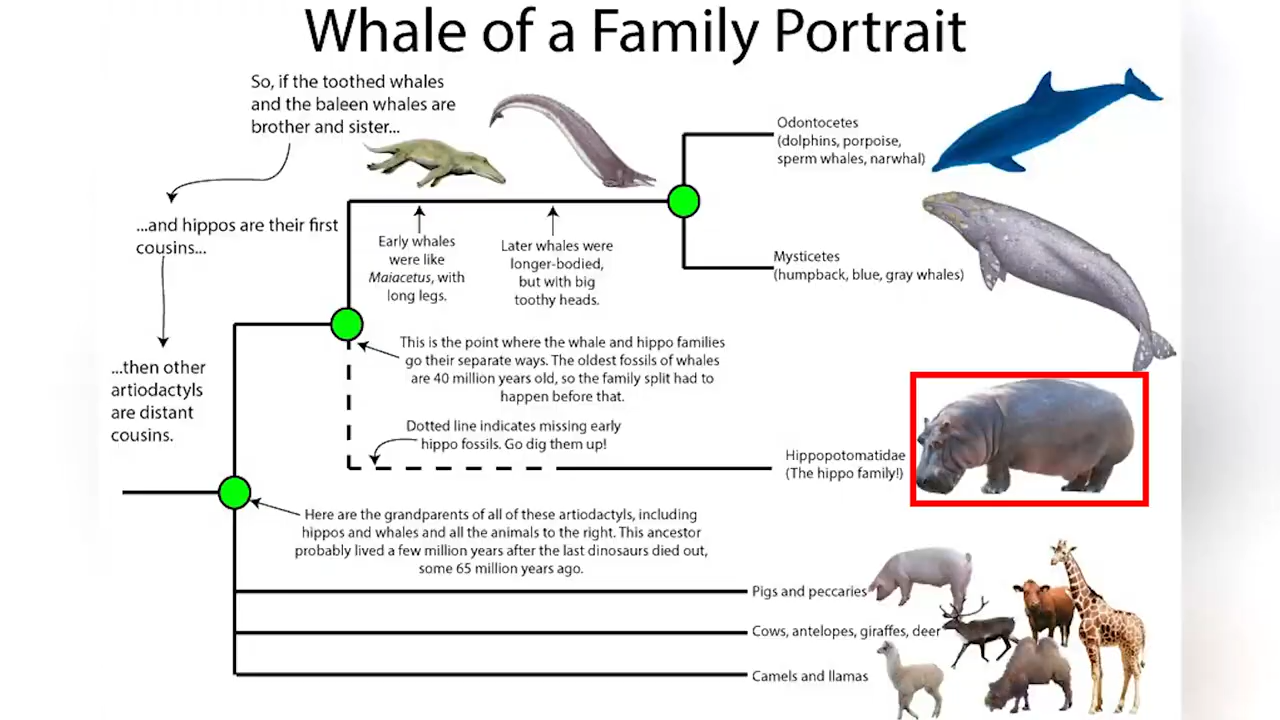 Whale of a Family Portrait
So, if the toothed whales
and the baleen whales are
brother and sister...
...and hippos are their first
cousins...
...then other
artiodactyls
are distant
cousins.
Early whales
were like
Maiacetus, with
long legs.
Later whales were
longer-bodied,
but with big
toothy heads.
Odontocetes
(dolphins, porpoise,
sperm whales, narwhal)
Mysticetes
(humpback, blue, gray whales)
This is the point where the whale and hippo families
go their separate ways. The oldest fossils of whales
are 40 million years old, so the family split had to
happen before that.
Dotted line indicates missing early
hippo fossils. Go dig them up!
Hippopotomatidae
(The hippo family!)
Here are the grandparents of all of these artiodactyls, including
hippos and whales and all the animals to the right. This ancestor
probably lived a few million years after the last dinosaurs died out,
some 65 million years ago.
Pigs and peccaries
Cows, antelopes, giraffes, deer
Camels and llamas